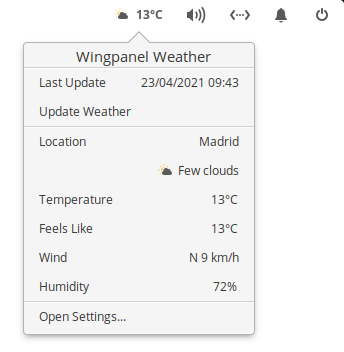 13°C
Wingpanel Weather
Last Update 23/04/2021 09:43
Update Weather
Location Madrid
Few clouds
Temperature 13°C
Feels Like 13°C
Wind N 9 km/h
Humidity 72%
Open Settings...